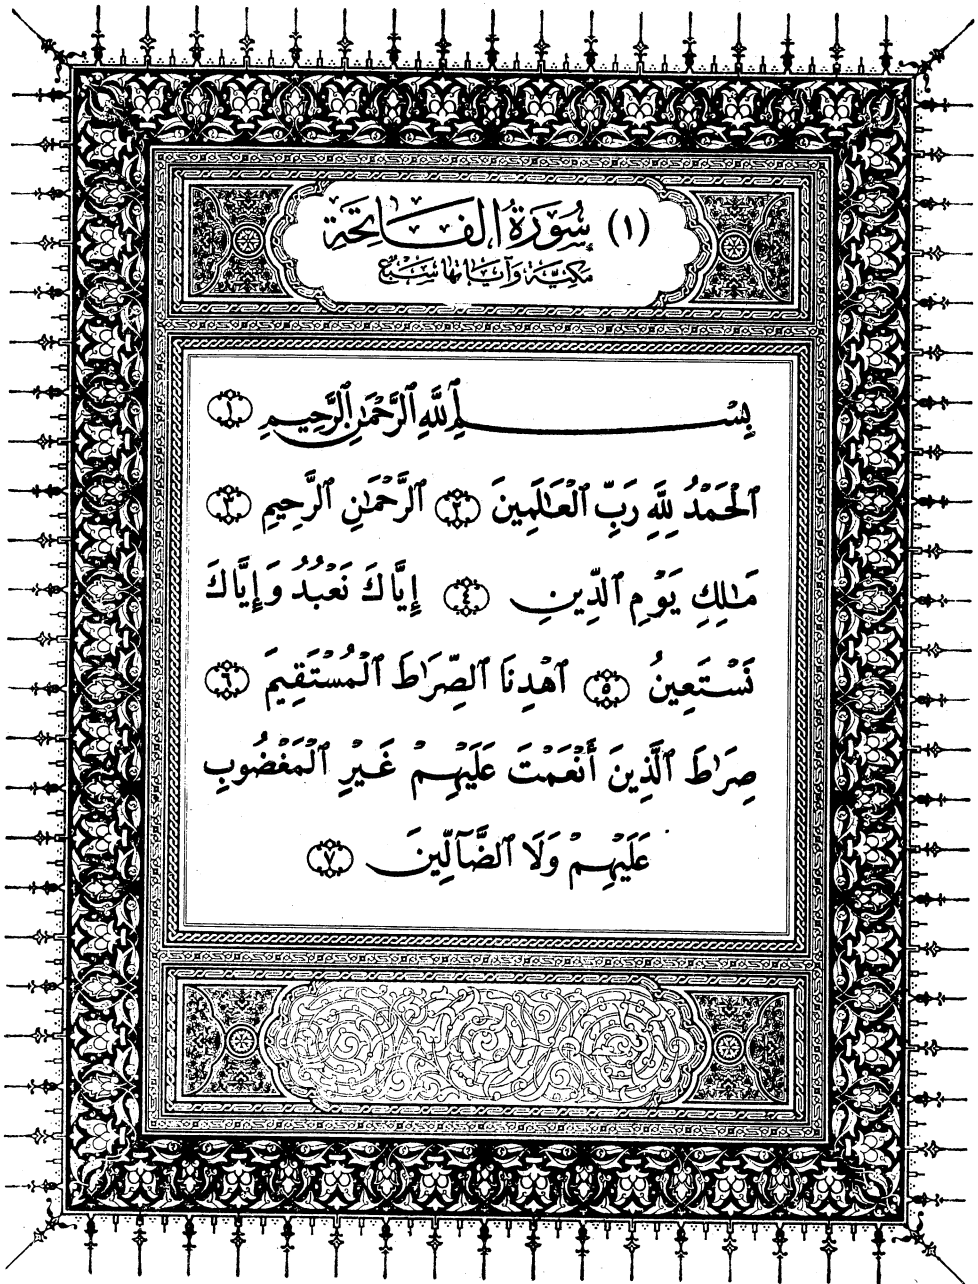 (١) سُورَةُ الفَاتِحَةِ
مَكيَّة وَآيَاتهَا سَبْعٌ
بِسْمِ ٱللَّهِ ٱلرَّحْمَٰنِ ٱلرَّحِيمِ ١
ٱلْحَمْدُ لِلَّهِ رَبِّ ٱلْعَٰلَمِينَ ٢ ٱلرَّحْمَٰنِ ٱلرَّحِيمِ ٣
مَٰلِكِ يَوْمِ ٱلدِّينِ ٤ إِيَّاكَ نَعْبُدُ وَإِيَّاكَ
نَسْتَعِينُ ٥ ٱهْدِنَا ٱلصِّرَٰطَ ٱلْمُسْتَقِيمَ ٦
صِرَٰطَ ٱلَّذِينَ أَنْعَمْتَ عَلَيْهِمْ غَيْرِ ٱلْمَغْضُوبِ
عَلَيْهِمْ وَلَا ٱلضَّآلِّينَ ٧